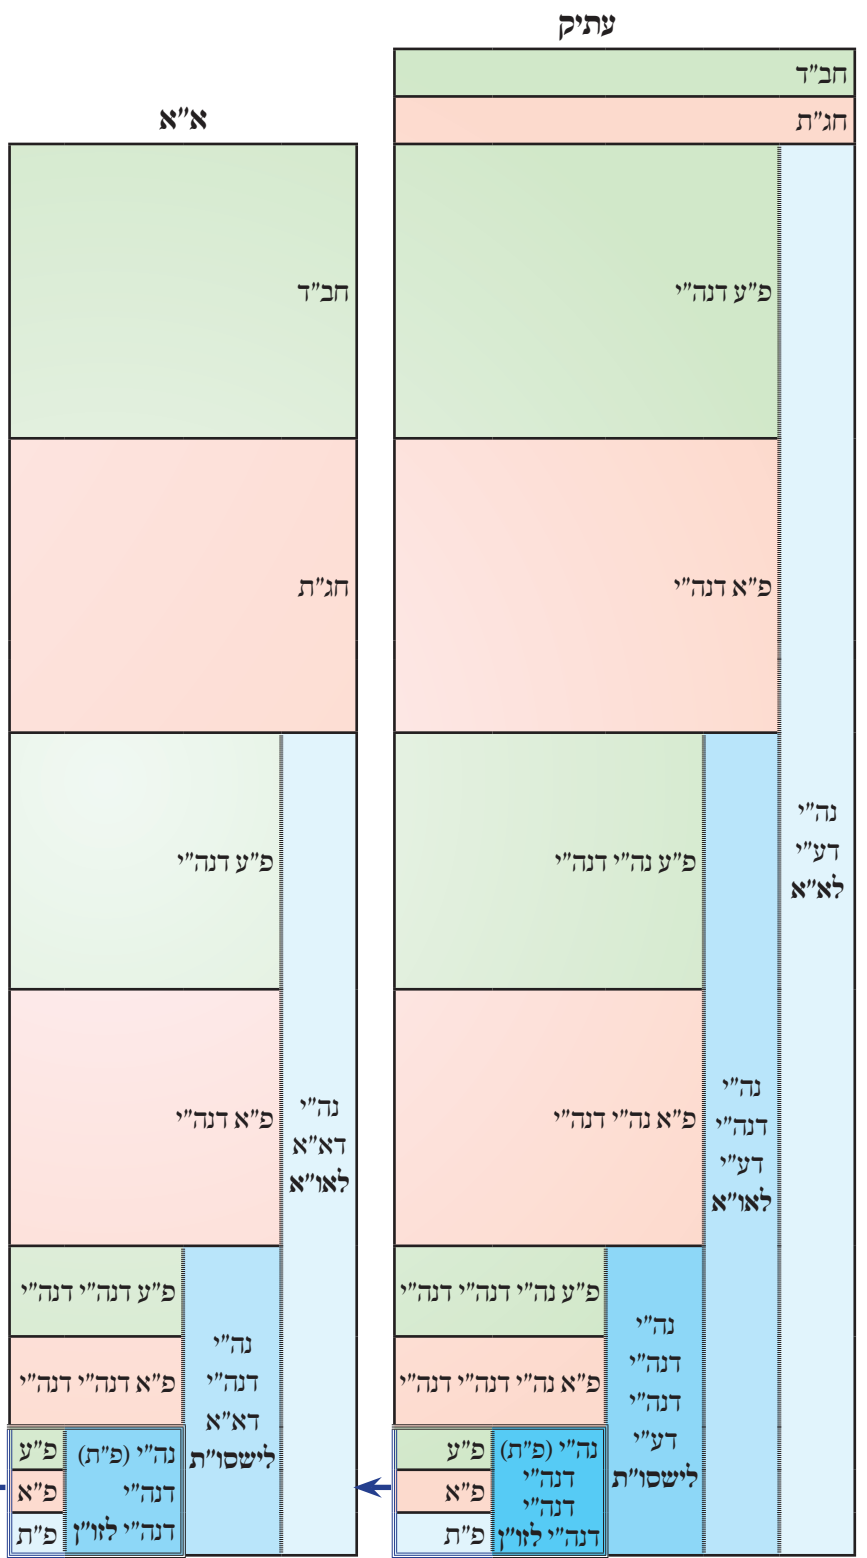 עתיק
חב"ד
חג"ת
פ"ע דנה"י
פ"א דנה"י
נה"י
דע"י
לא"א
פ"ע נה"י דנה"י
פ"א נה"י דנה"י
נה"י
דנה"י
דע"י
לאו"א
פ"ע נה"י דנה"י דנה"י
פ"א נה"י דנה"י דנה"י
נה"י
דנה"י
דנה"י
דע"י
לישסו"ת
נה"י (פ"ת)
דנה"י
דנה"י
דנה"י לזו"ן
פ"ע
פ"א
פ"ת
א"א
חב"ד
חג"ת
פ"ע דנה"י
פ"א דנה"י
נה"י
דא"א
לאו"א
פ"ע דנה"י דנה"י
פ"א דנה"י דנה"י
נה"י
דנה"י
דא"א
לישסו"ת
נה"י (פ"ת)
דנה"י
דנה"י לזו"ן
פ"ע
פ"א
פ"ת